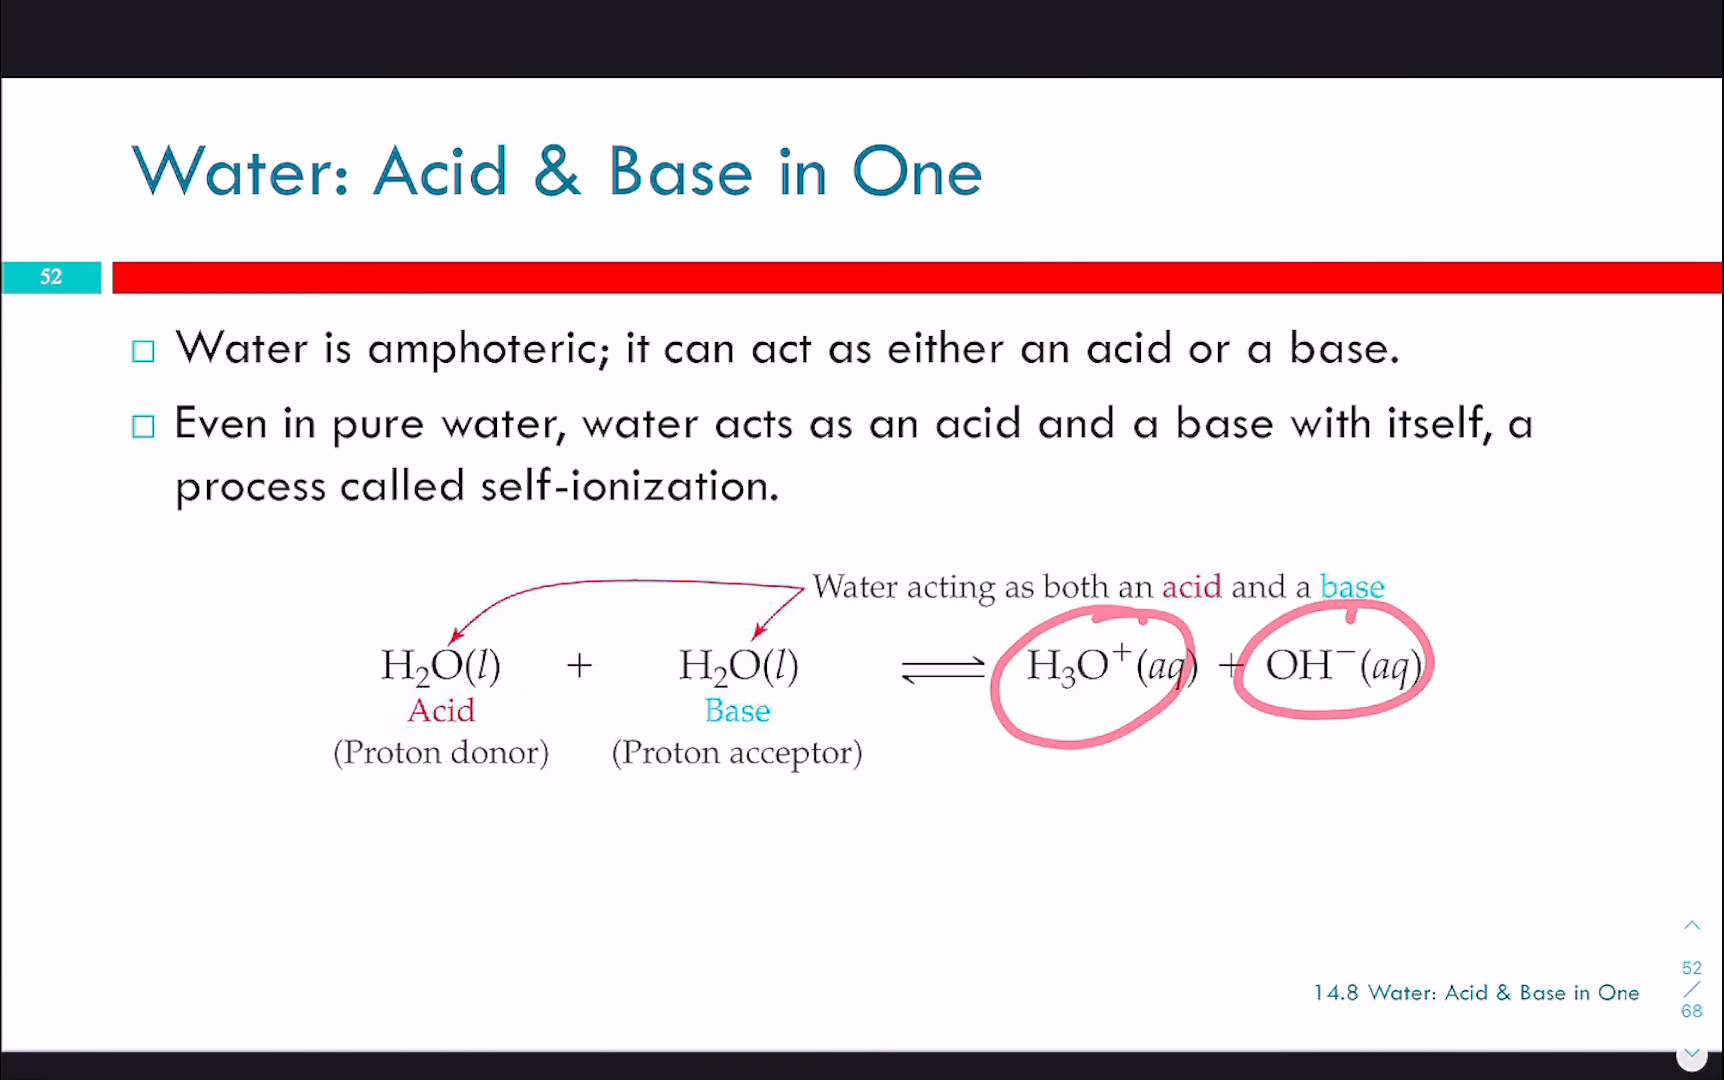 Water: Acid & Base in One
52
□ Water is amphoteric; it can act as either an acid or a base.
□ Even in pure water, water acts as an acid and a base with itself, a
process called self-ionization.
Water acting as both an acid and a base
H₂O(l) + H₂O(l) ⇌ H₃O⁺(aq) + OH⁻(aq)
Acid Base
(Proton donor) (Proton acceptor)
14.8 Water: Acid & Base in One
52
/
68